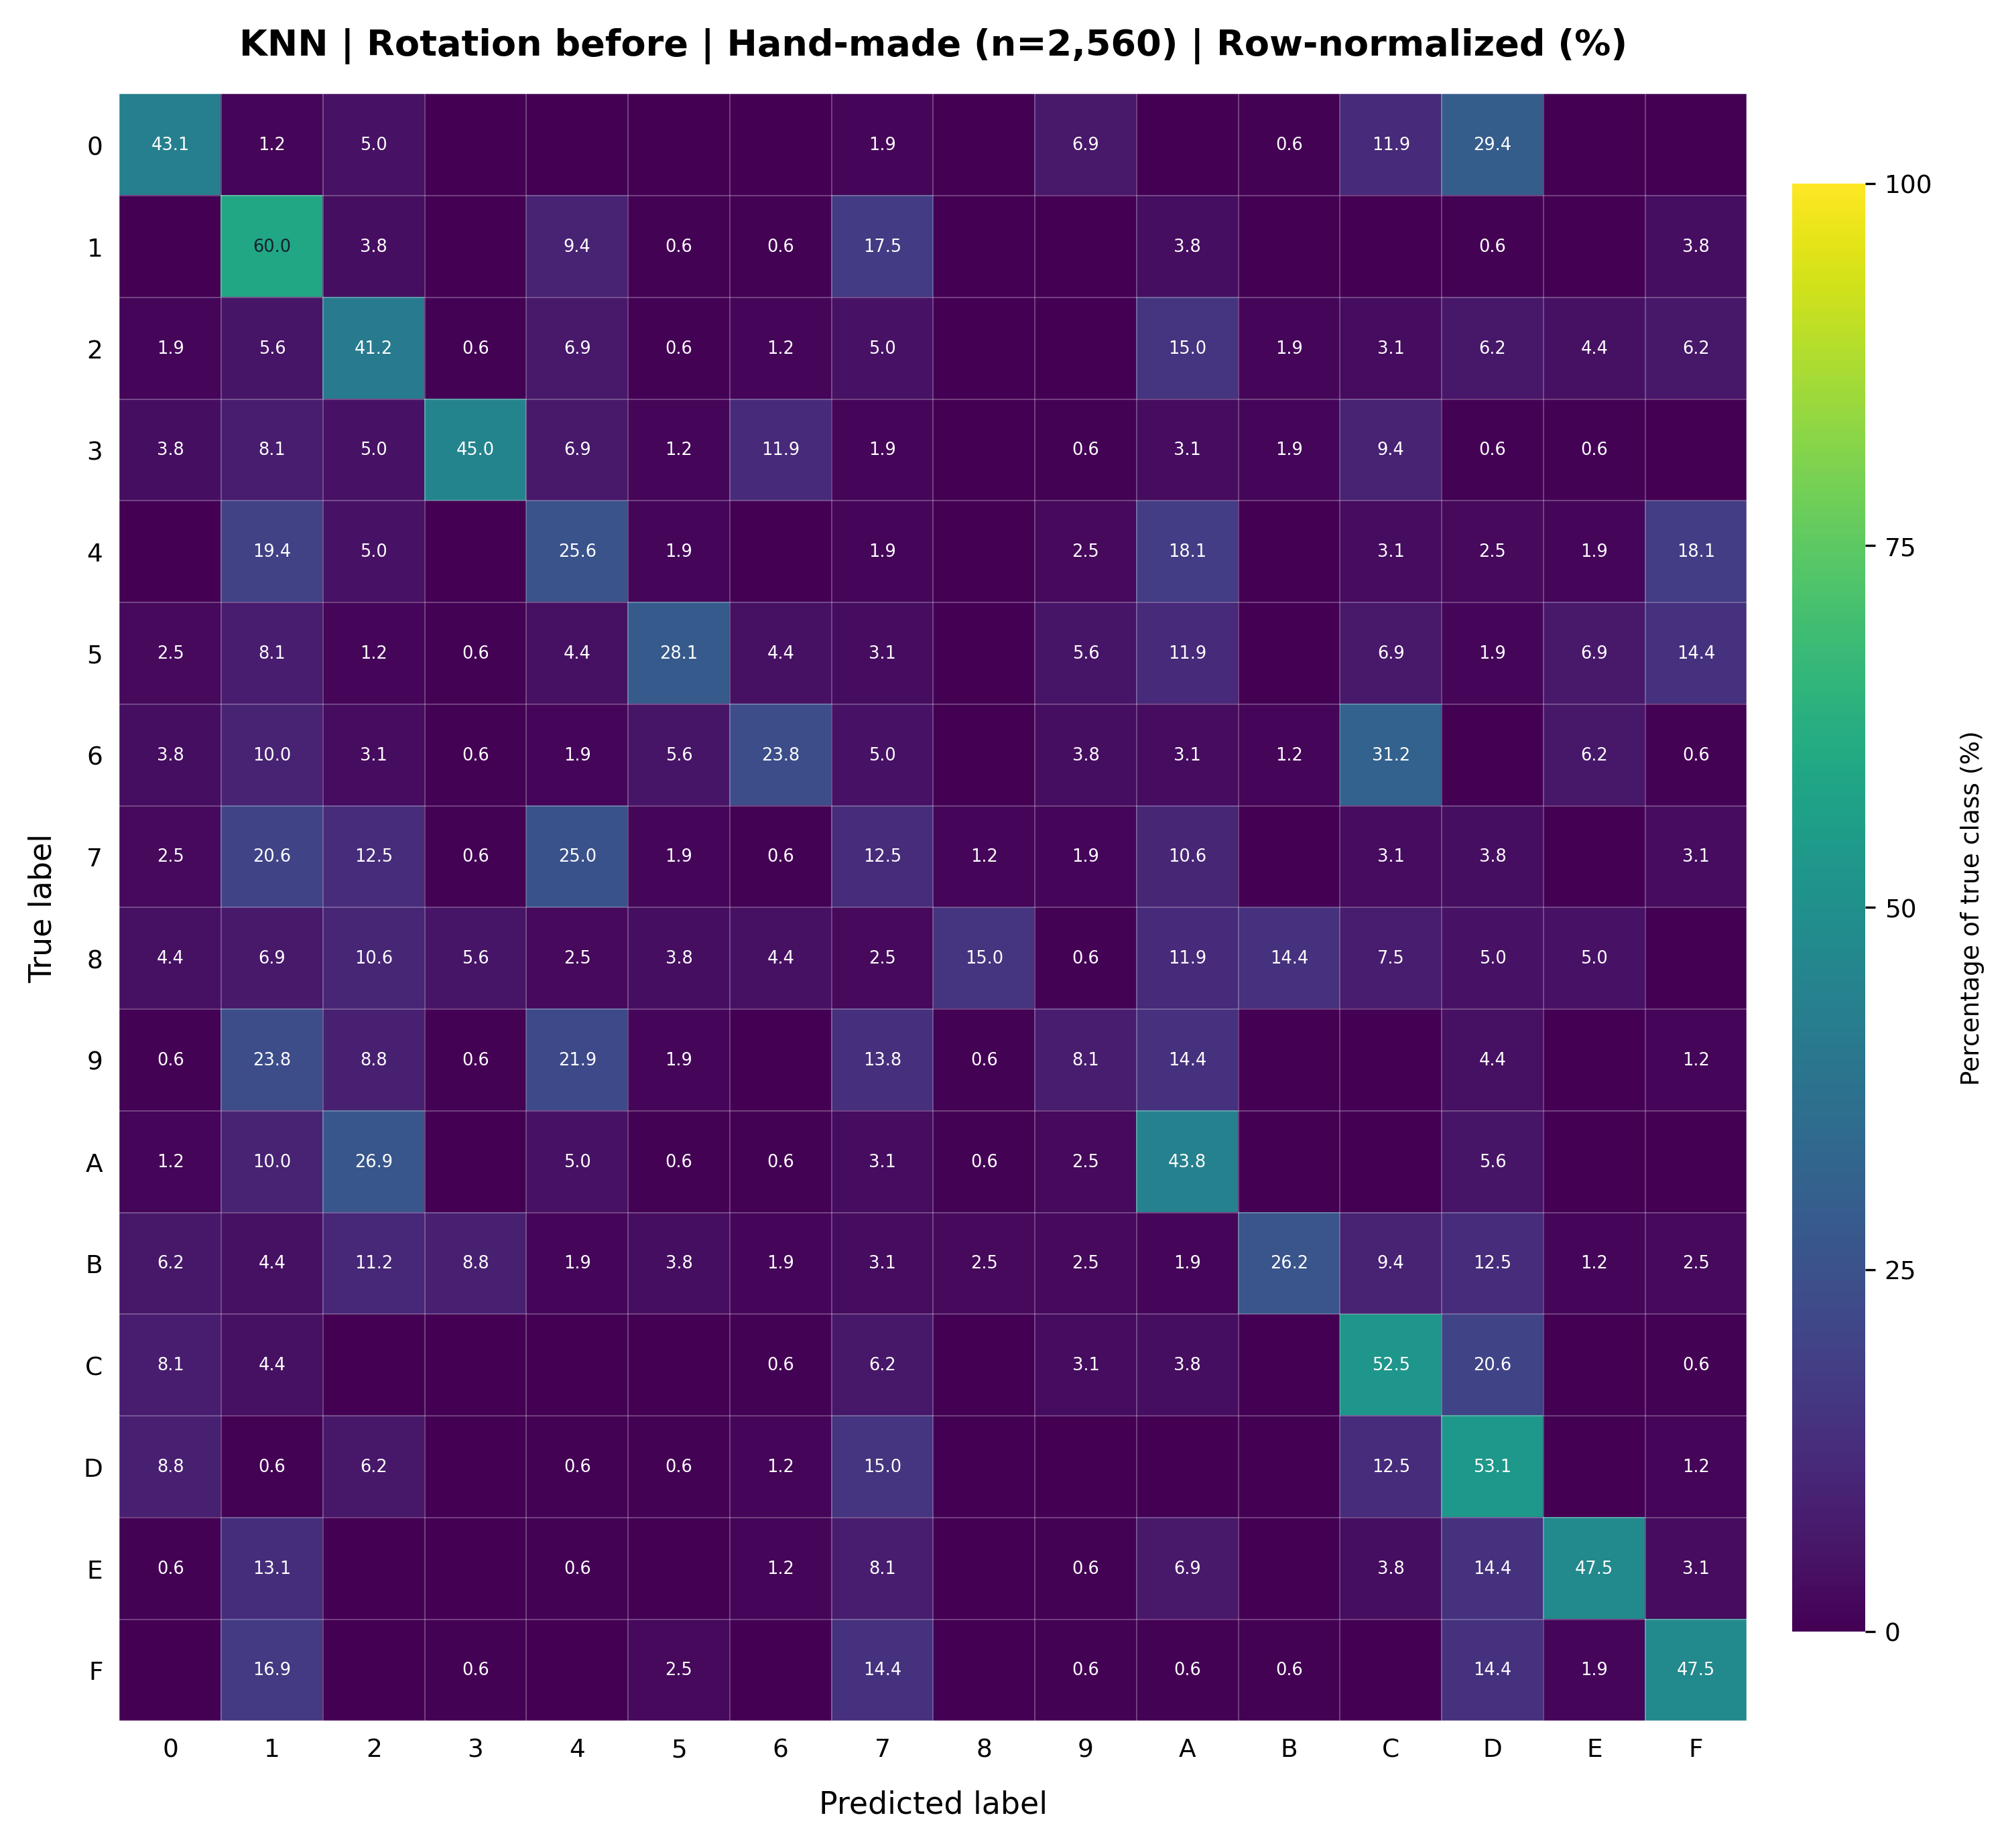 KNN | Rotation before | Hand-made (n=2,560) | Row-normalized (%)
0 43.1 1.2 5.0 1.9 6.9 0.6 11.9 29.4
1 60.0 3.8 9.4 0.6 0.6 17.5 3.8 0.6 3.8
2 1.9 5.6 41.2 0.6 6.9 0.6 1.2 5.0 15.0 1.9 3.1 6.2 4.4 6.2
3 3.8 8.1 5.0 45.0 6.9 1.2 11.9 1.9 0.6 3.1 1.9 9.4 0.6 0.6
4 19.4 5.0 25.6 1.9 1.9 2.5 18.1 3.1 2.5 1.9 18.1
5 2.5 8.1 1.2 0.6 4.4 28.1 4.4 3.1 5.6 11.9 6.9 1.9 6.9 14.4
6 3.8 10.0 3.1 0.6 1.9 5.6 23.8 5.0 3.8 3.1 1.2 31.2 6.2 0.6
7 2.5 20.6 12.5 0.6 25.0 1.9 0.6 12.5 1.2 1.9 10.6 3.1 3.8 3.1
8 4.4 6.9 10.6 5.6 2.5 3.8 4.4 2.5 15.0 0.6 11.9 14.4 7.5 5.0 5.0
9 0.6 23.8 8.8 0.6 21.9 1.9 13.8 0.6 8.1 14.4 4.4 1.2
A 1.2 10.0 26.9 5.0 0.6 0.6 3.1 0.6 2.5 43.8 5.6
B 6.2 4.4 11.2 8.8 1.9 3.8 1.9 3.1 2.5 2.5 1.9 26.2 9.4 12.5 1.2 2.5
C 8.1 4.4 0.6 6.2 3.1 3.8 52.5 20.6 0.6
D 8.8 0.6 6.2 0.6 0.6 1.2 15.0 12.5 53.1 1.2
E 0.6 13.1 0.6 1.2 8.1 0.6 6.9 3.8 14.4 47.5 3.1
F 16.9 0.6 2.5 14.4 0.6 0.6 0.6 14.4 1.9 47.5
0 1 2 3 4 5 6 7 8 9 A B C D E F
Predicted label
True label
100
75
50
25
0
Percentage of true class (%)